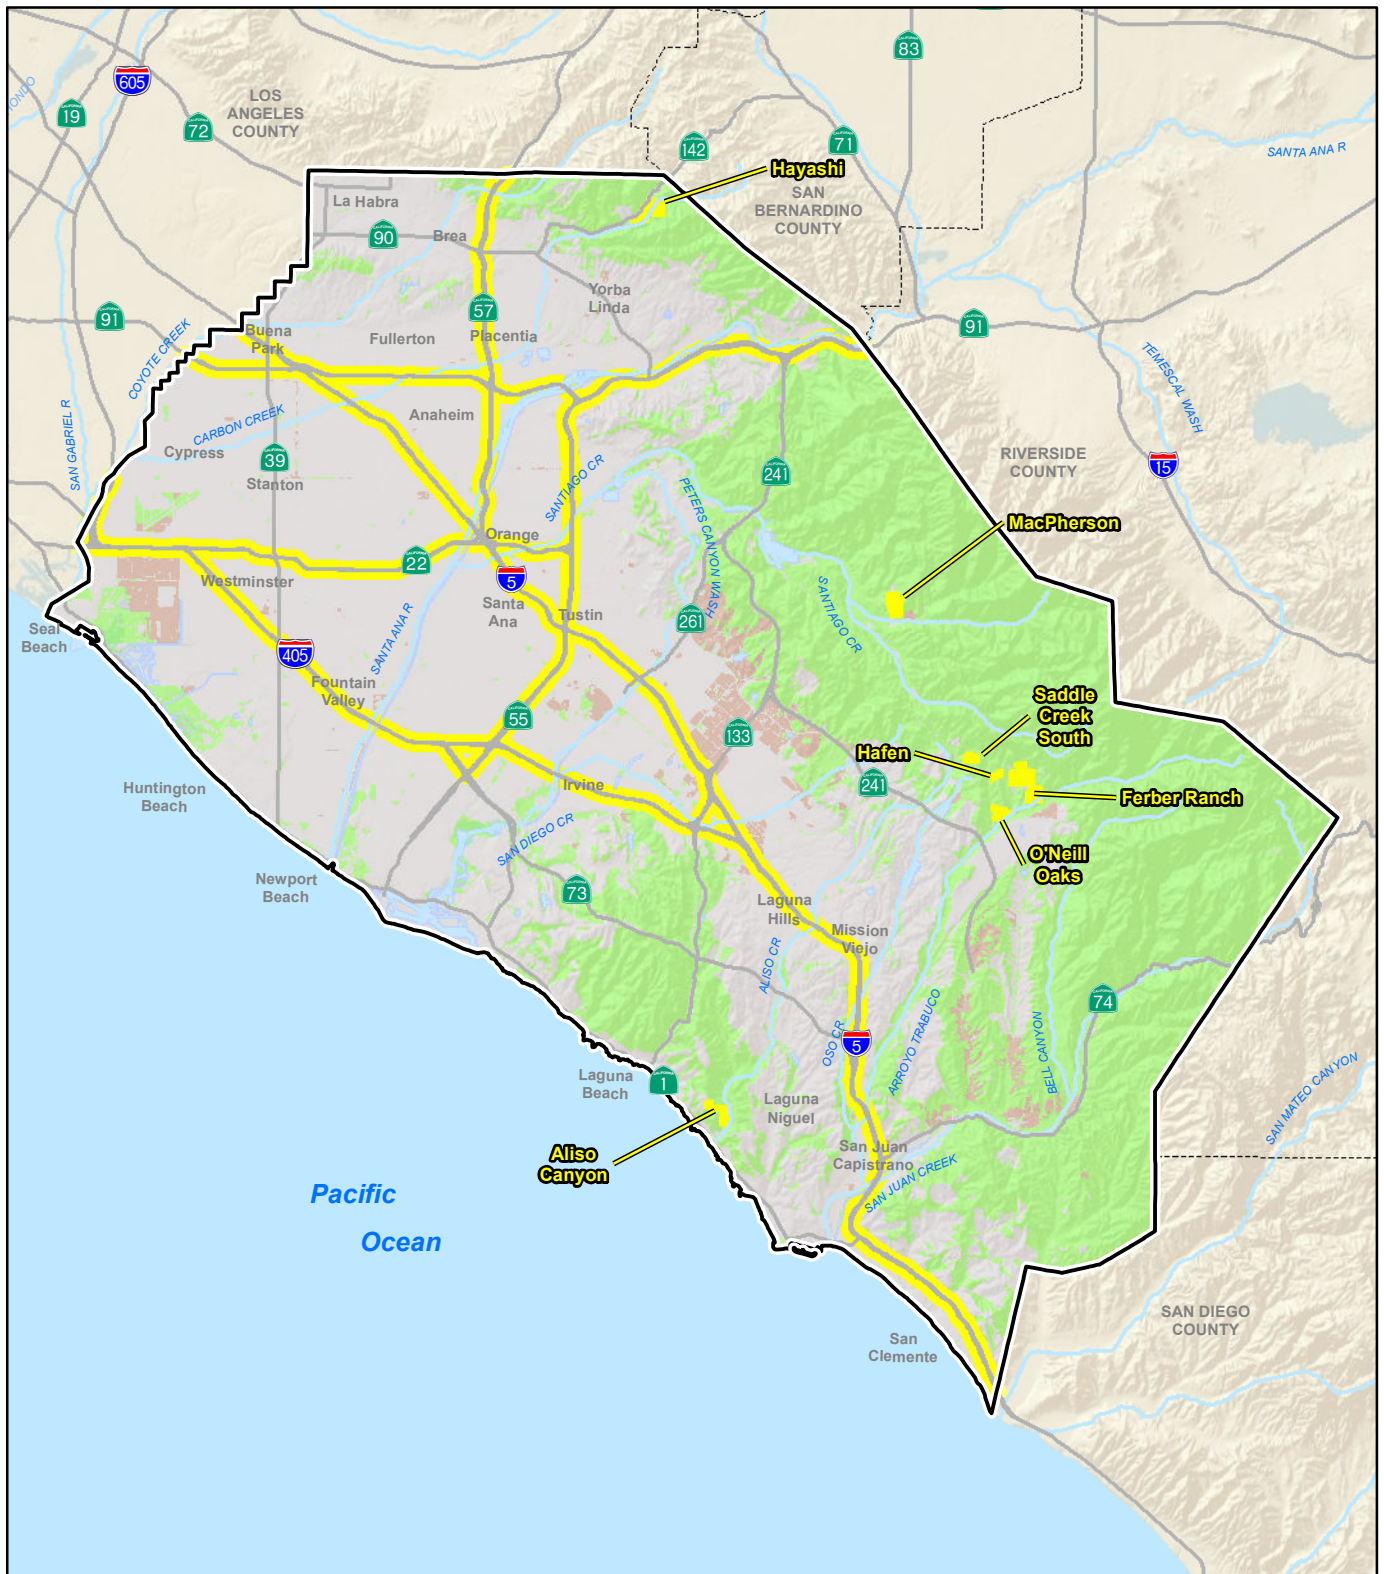 83
605
RIO HONDO
LOS
ANGELES
COUNTY
19
72
142
71
SANTA ANA R
Hayashi
SAN
BERNARDINO
COUNTY
La Habra
90
Brea
Yorba
Linda
57
91
91
Buena
Park
Fullerton
Placentia
COYOTE CREEK
TEMESCAL WASH
Anaheim
CARBON CREEK
SAN GABRIEL R
Cypress
39
Stanton
SANTIAGO CR
241
PETERS CANYON WASH
RIVERSIDE
COUNTY
15
MacPherson
Orange
22
5
Westminster
Santa
Ana
Tustin
S SANTIAGO CR
261
SANTA ANA R
Seal
Beach
405
Fountain
Valley
55
133
Saddle
Creek
South
Hafen
241
Irvine
Huntington
Beach
Ferber Ranch
SAN DIEGO CR
O'Neill
Oaks
Newport
Beach
73
Laguna
Hills
Mission
Viejo
ALISO CR
74
OSO CR
5
ARROYO TRABUCO
BELL CANYON
Laguna
Beach
1
Laguna
Niguel
SAN MATEO CANYON
Aliso
Canyon
San Juan
Capistrano
SAN JUAN CREEK
Pacific
Ocean
SAN DIEGO
COUNTY
San
Clemente